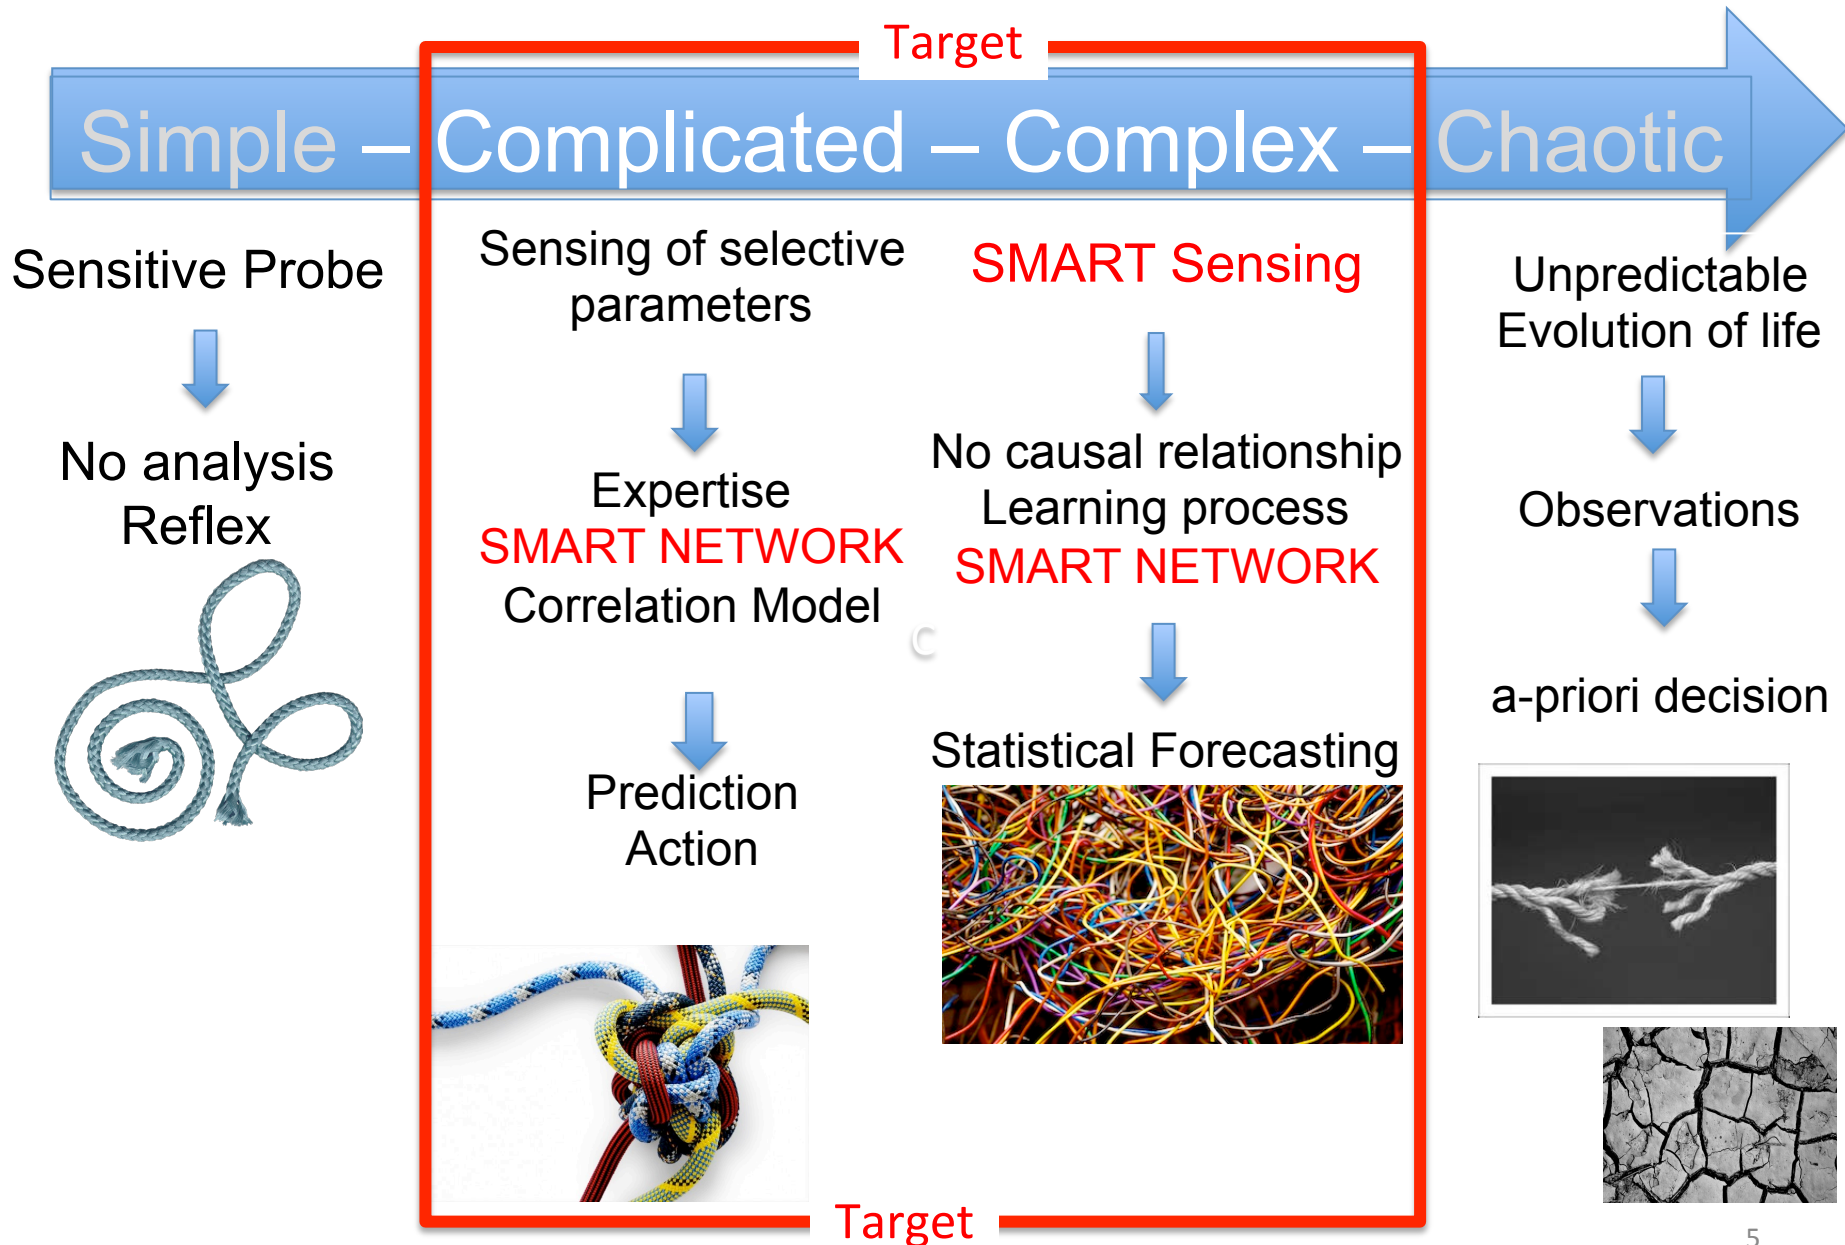 Target
Simple – Complicated – Complex – Chaotic
Sensitive Probe
No analysis
Reflex
Sensing of selective
parameters
Expertise
SMART NETWORK
Correlation Model
Prediction
Action
SMART Sensing
No causal relationship
Learning process
SMART NETWORK
Statistical Forecasting
c
Unpredictable
Evolution of life
Observations
a-priori decision
Target
5